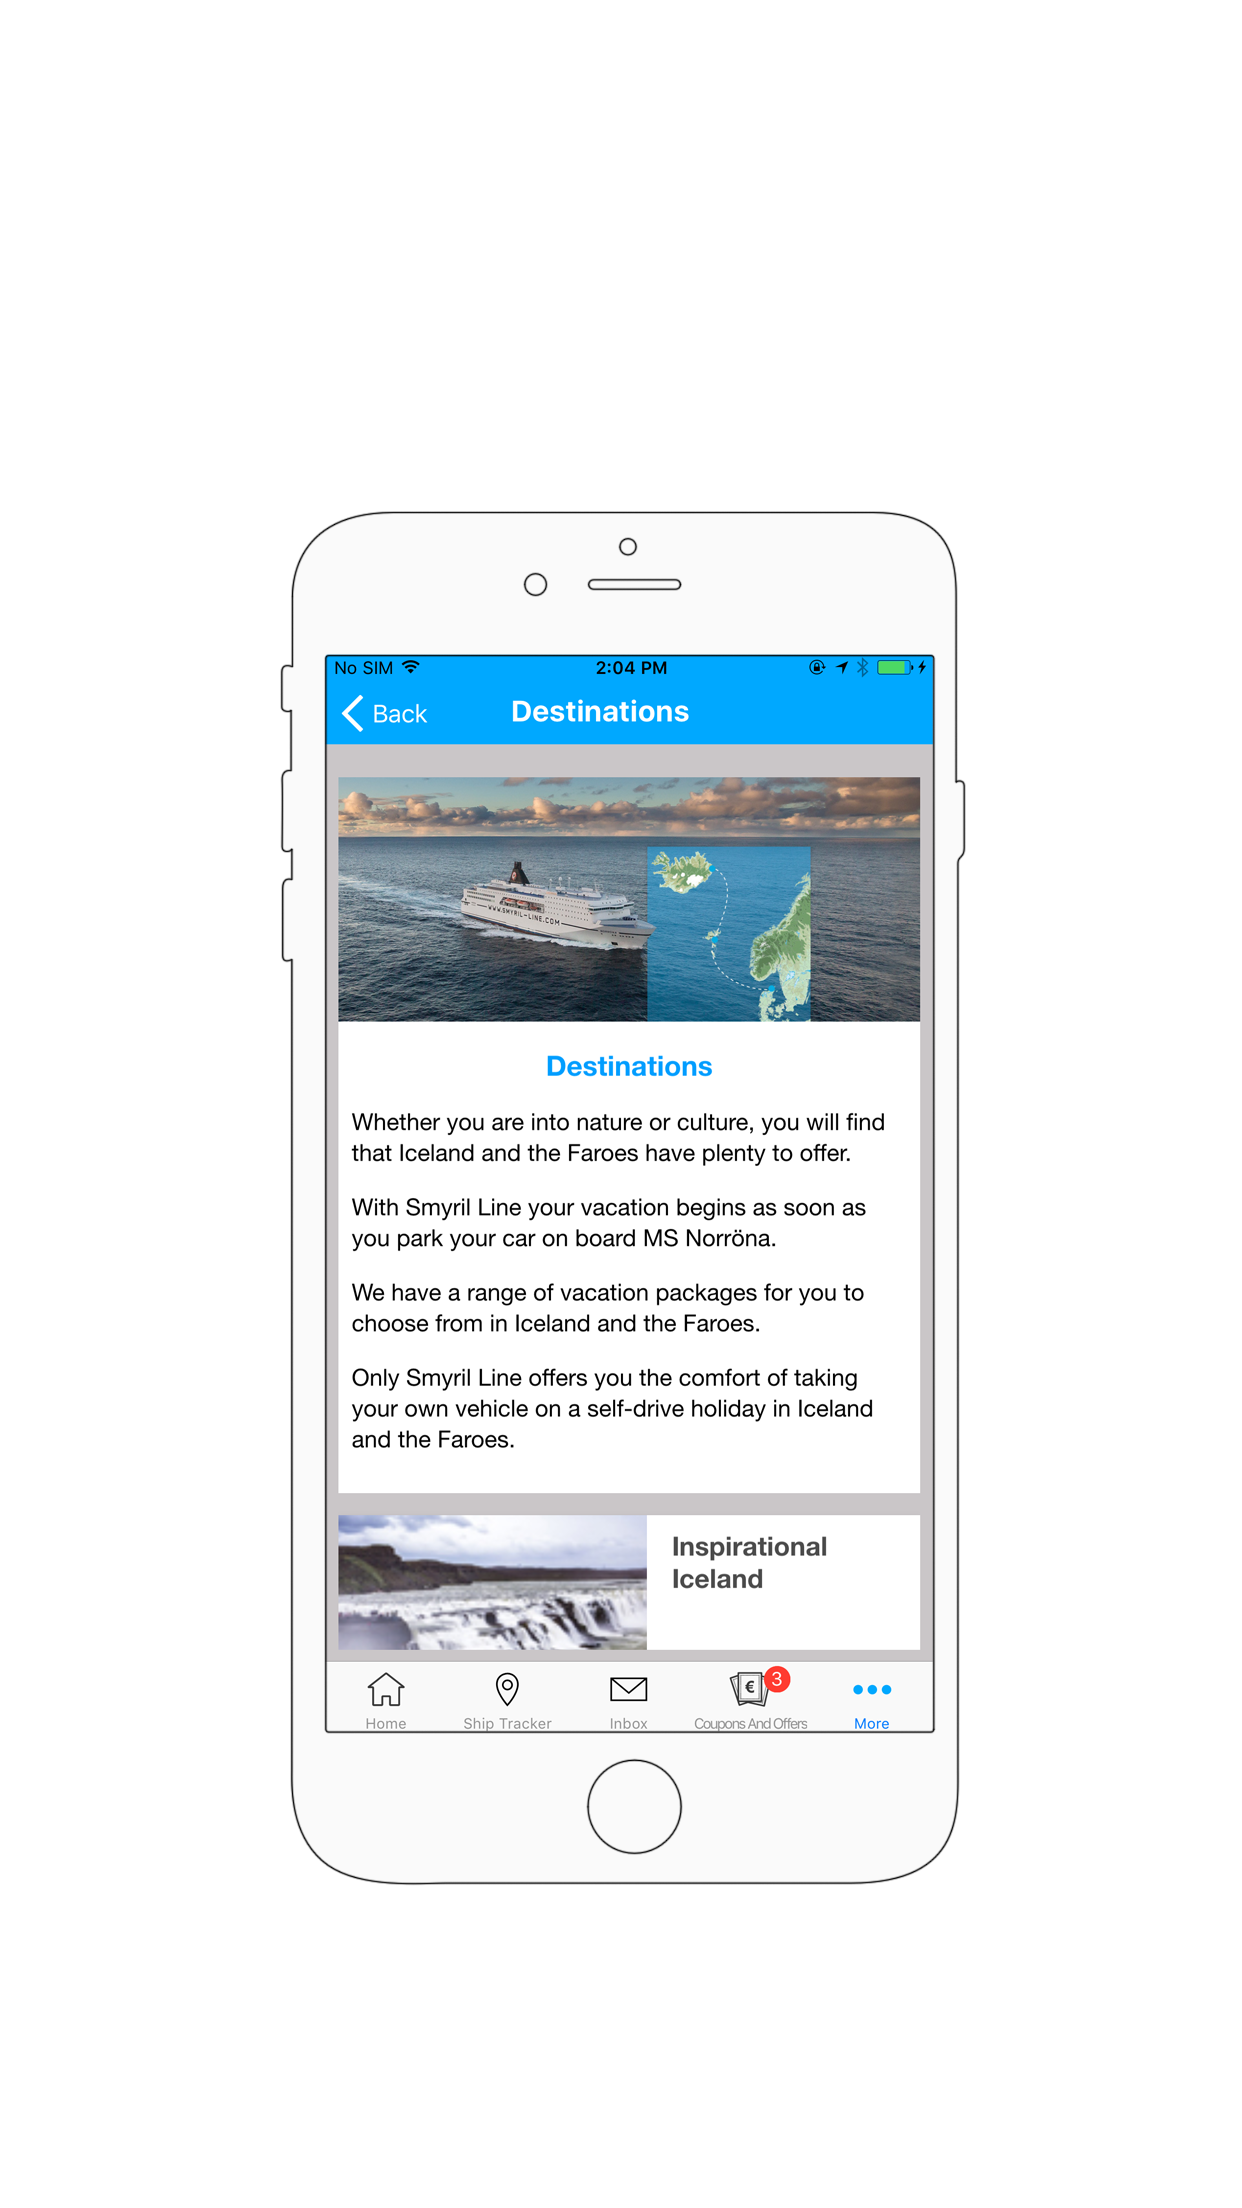 No SIM 2:04 PM
Back Destinations
WWW.SMYRIL-LINE.COM
Destinations
Whether you are into nature or culture, you will find
that Iceland and the Faroes have plenty to offer.
With Smyril Line your vacation begins as soon as
you park your car on board MS Norröna.
We have a range of vacation packages for you to
choose from in Iceland and the Faroes.
Only Smyril Line offers you the comfort of taking
your own vehicle on a self-drive holiday in Iceland
and the Faroes.
Inspirational
Iceland
€ 3
Home Ship Tracker Inbox Coupons And Offers More